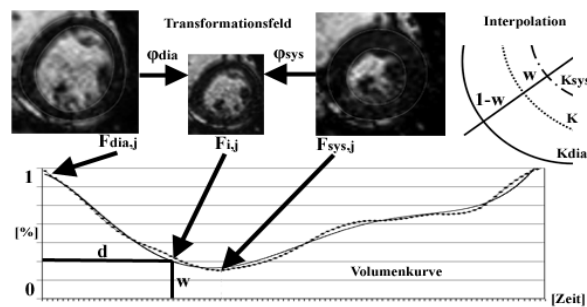 Transformationsfeld
Interpolation
φdia
φsys
w
Ksys
1-w
K
Kdia
Fdia,j
Fi,j
Fsys,j
1
[%]
d
0
w
Volumenkurve
[Zeit]